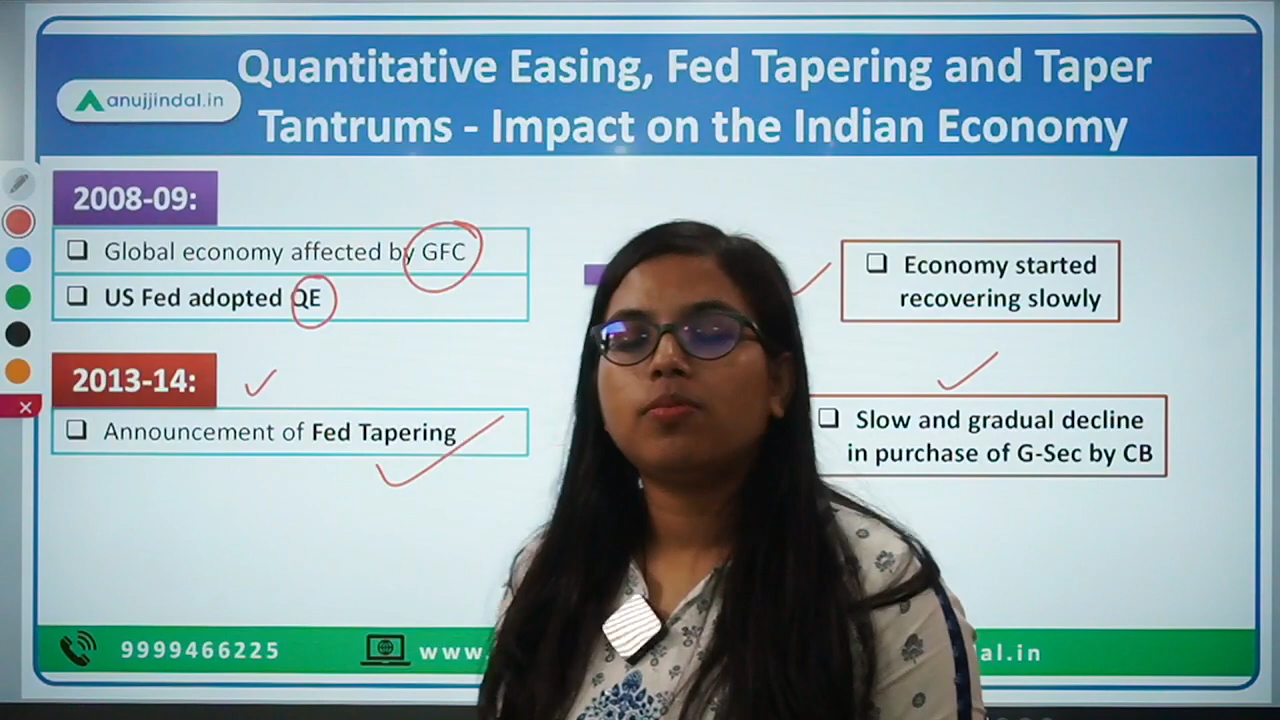 Quantitative Easing, Fed Tapering and Taper
anujjindal.in
Tantrums - Impact on the Indian Economy
2008-09:
Global economy affected by GFC
US Fed adopted QE
Economy started
recovering slowly
2013-14:
Announcement of Fed Tapering
Slow and gradual decline
in purchase of G-Sec by CB
9999466225
www.
al.in